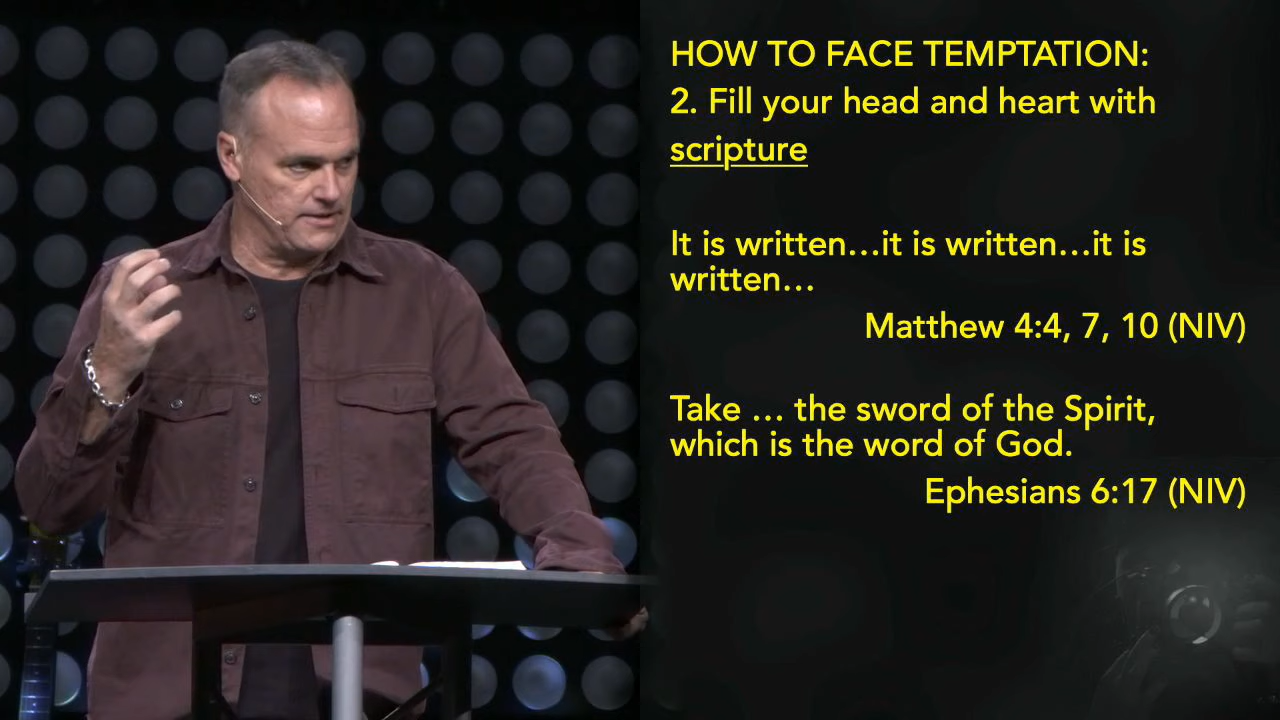 HOW TO FACE TEMPTATION:
2. Fill your head and heart with
scripture
It is written…it is written…it is
written…
Matthew 4:4, 7, 10 (NIV)
Take … the sword of the Spirit,
which is the word of God.
Ephesians 6:17 (NIV)